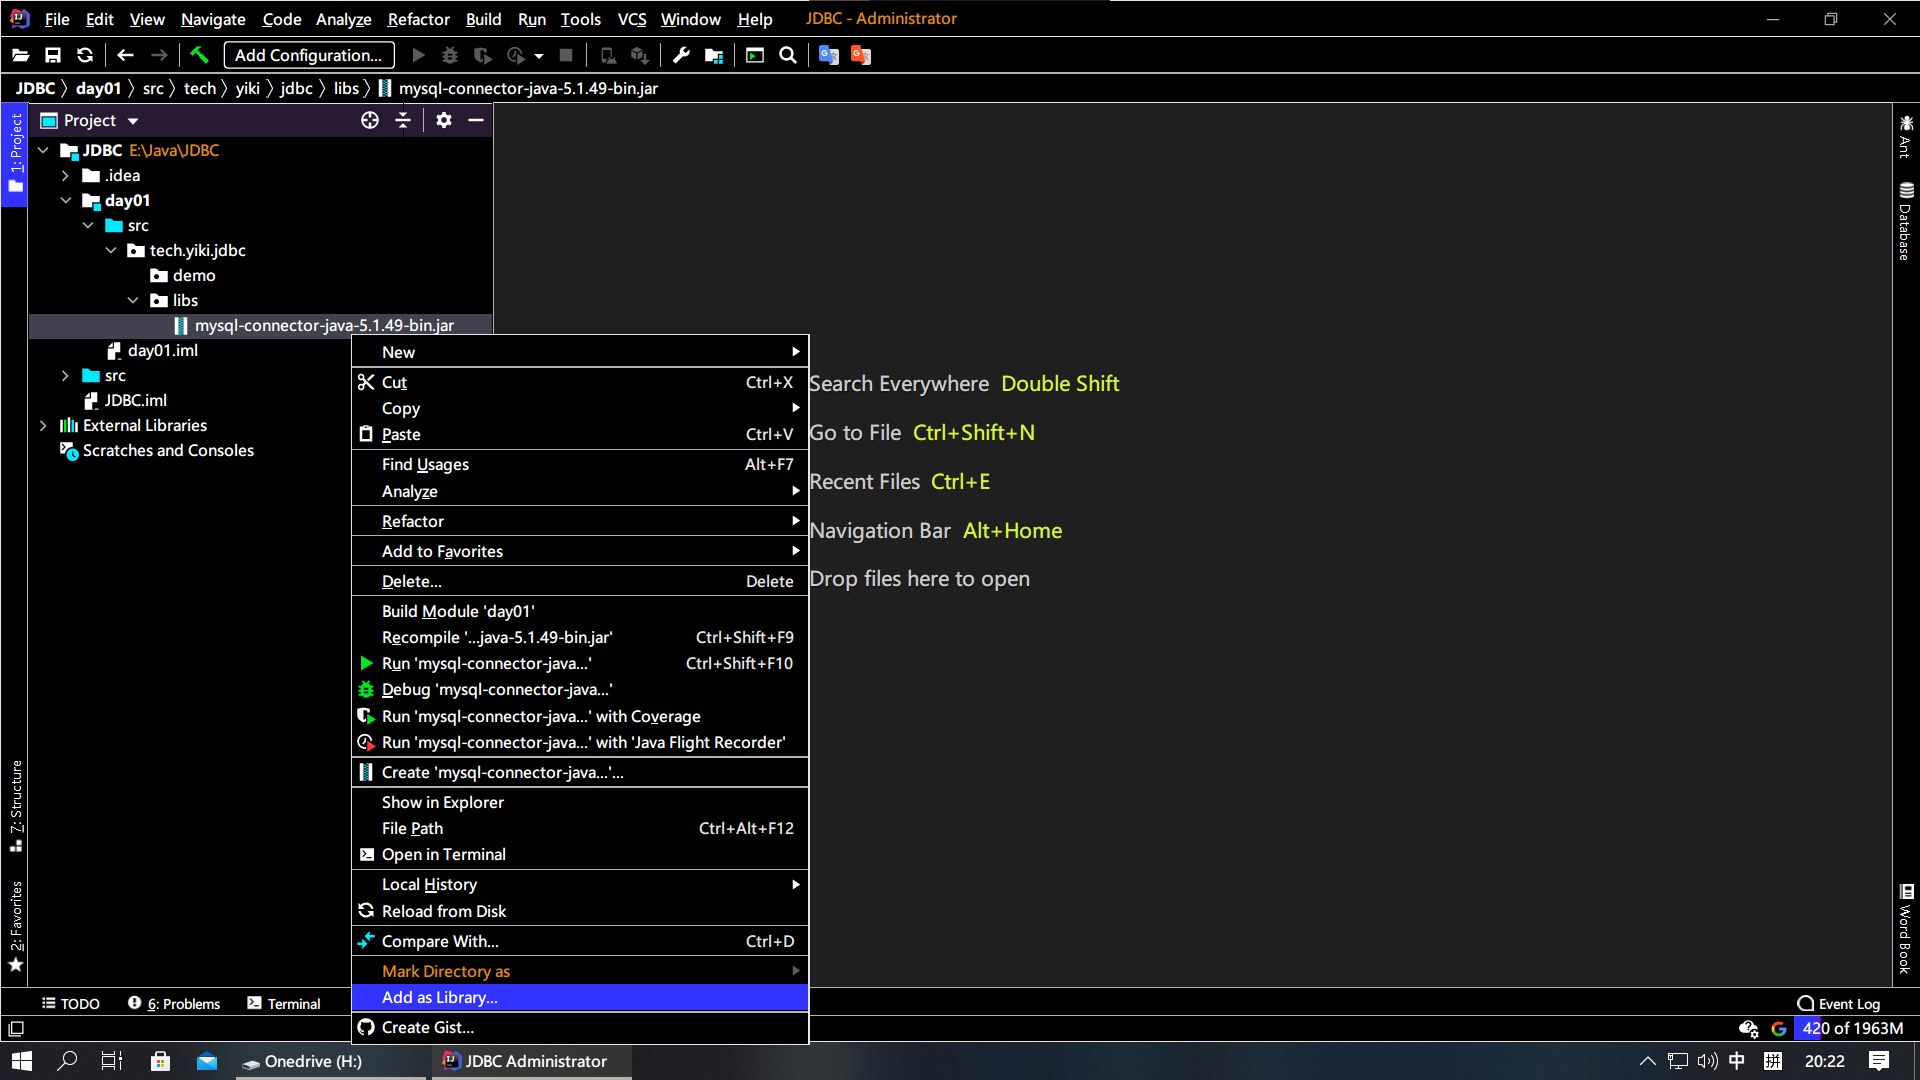 File Edit View Navigate Code Analyze Refactor Build Run Tools VCS Window Help JDBC - Administrator
Add Configuration...
JDBC day01 src tech yiki jdbc libs mysql-connector-java-5.1.49-bin.jar
1: Project
Project
JDBC E:\Java\JDBC
.idea
day01
src
tech.yiki.jdbc
demo
libs
mysql-connector-java-5.1.49-bin.jar
day01.iml
src
JDBC.iml
External Libraries
Scratches and Consoles
New
Cut Ctrl+X
Copy
Paste Ctrl+V
Find Usages Alt+F7
Analyze
Refactor
Add to Favorites
Delete... Delete
Build Module 'day01'
Recompile '...java-5.1.49-bin.jar' Ctrl+Shift+F9
Run 'mysql-connector-java...' Ctrl+Shift+F10
Debug 'mysql-connector-java...'
Run 'mysql-connector-java...' with Coverage
Run 'mysql-connector-java...' with 'Java Flight Recorder'
Create 'mysql-connector-java...'...
Show in Explorer
File Path Ctrl+Alt+F12
Open in Terminal
Local History
Reload from Disk
Compare With... Ctrl+D
Mark Directory as
Add as Library...
Create Gist...
Search Everywhere Double Shift
Go to File Ctrl+Shift+N
Recent Files Ctrl+E
Navigation Bar Alt+Home
Drop files here to open
Ant
Database
Word Book
7: Structure
2: Favorites
TODO 6: Problems Terminal Event Log
420 of 1963M
Onedrive (H:) JDBC Administrator 中 拼 20:22